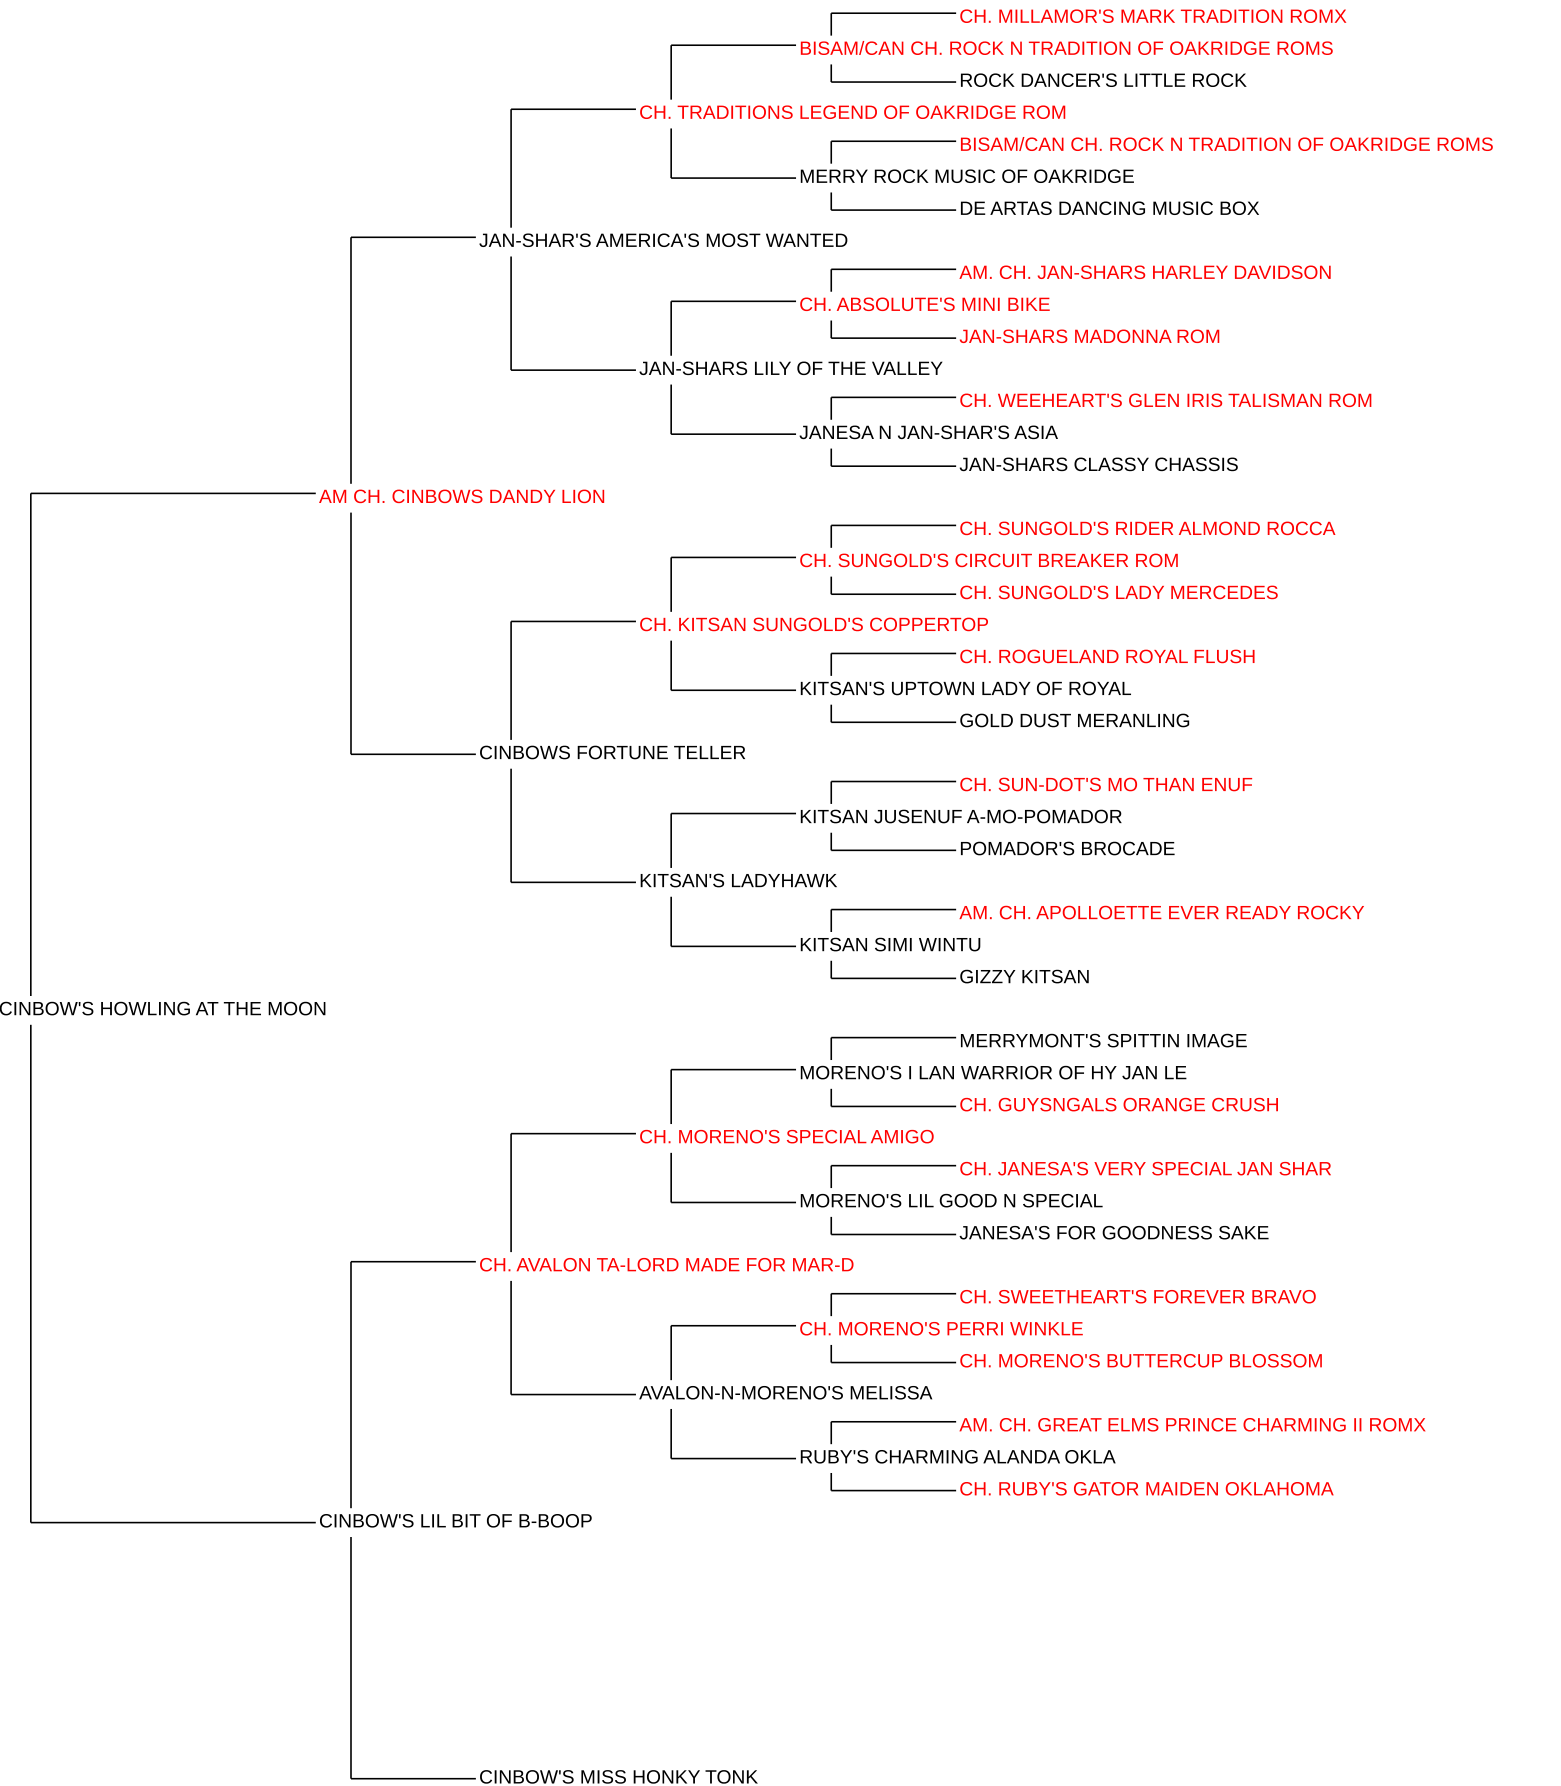 CH. MILLAMOR'S MARK TRADITION ROMX
BISAM/CAN CH. ROCK N TRADITION OF OAKRIDGE ROMS
ROCK DANCER'S LITTLE ROCK
CH. TRADITIONS LEGEND OF OAKRIDGE ROM
BISAM/CAN CH. ROCK N TRADITION OF OAKRIDGE ROMS
MERRY ROCK MUSIC OF OAKRIDGE
DE ARTAS DANCING MUSIC BOX
JAN-SHAR'S AMERICA'S MOST WANTED
AM. CH. JAN-SHARS HARLEY DAVIDSON
CH. ABSOLUTE'S MINI BIKE
JAN-SHARS MADONNA ROM
JAN-SHARS LILY OF THE VALLEY
CH. WEEHEART'S GLEN IRIS TALISMAN ROM
JANESA N JAN-SHAR'S ASIA
JAN-SHARS CLASSY CHASSIS
AM CH. CINBOWS DANDY LION
CH. SUNGOLD'S RIDER ALMOND ROCCA
CH. SUNGOLD'S CIRCUIT BREAKER ROM
CH. SUNGOLD'S LADY MERCEDES
CH. KITSAN SUNGOLD'S COPPERTOP
CH. ROGUELAND ROYAL FLUSH
KITSAN'S UPTOWN LADY OF ROYAL
GOLD DUST MERANLING
CINBOWS FORTUNE TELLER
CH. SUN-DOT'S MO THAN ENUF
KITSAN JUSENUF A-MO-POMADOR
POMADOR'S BROCADE
KITSAN'S LADYHAWK
AM. CH. APOLLOETTE EVER READY ROCKY
KITSAN SIMI WINTU
GIZZY KITSAN
CINBOW'S HOWLING AT THE MOON
MERRYMONT'S SPITTIN IMAGE
MORENO'S I LAN WARRIOR OF HY JAN LE
CH. GUYSNGALS ORANGE CRUSH
CH. MORENO'S SPECIAL AMIGO
CH. JANESA'S VERY SPECIAL JAN SHAR
MORENO'S LIL GOOD N SPECIAL
JANESA'S FOR GOODNESS SAKE
CH. AVALON TA-LORD MADE FOR MAR-D
CH. SWEETHEART'S FOREVER BRAVO
CH. MORENO'S PERRI WINKLE
CH. MORENO'S BUTTERCUP BLOSSOM
AVALON-N-MORENO'S MELISSA
AM. CH. GREAT ELMS PRINCE CHARMING II ROMX
RUBY'S CHARMING ALANDA OKLA
CH. RUBY'S GATOR MAIDEN OKLAHOMA
CINBOW'S LIL BIT OF B-BOOP
CINBOW'S MISS HONKY TONK